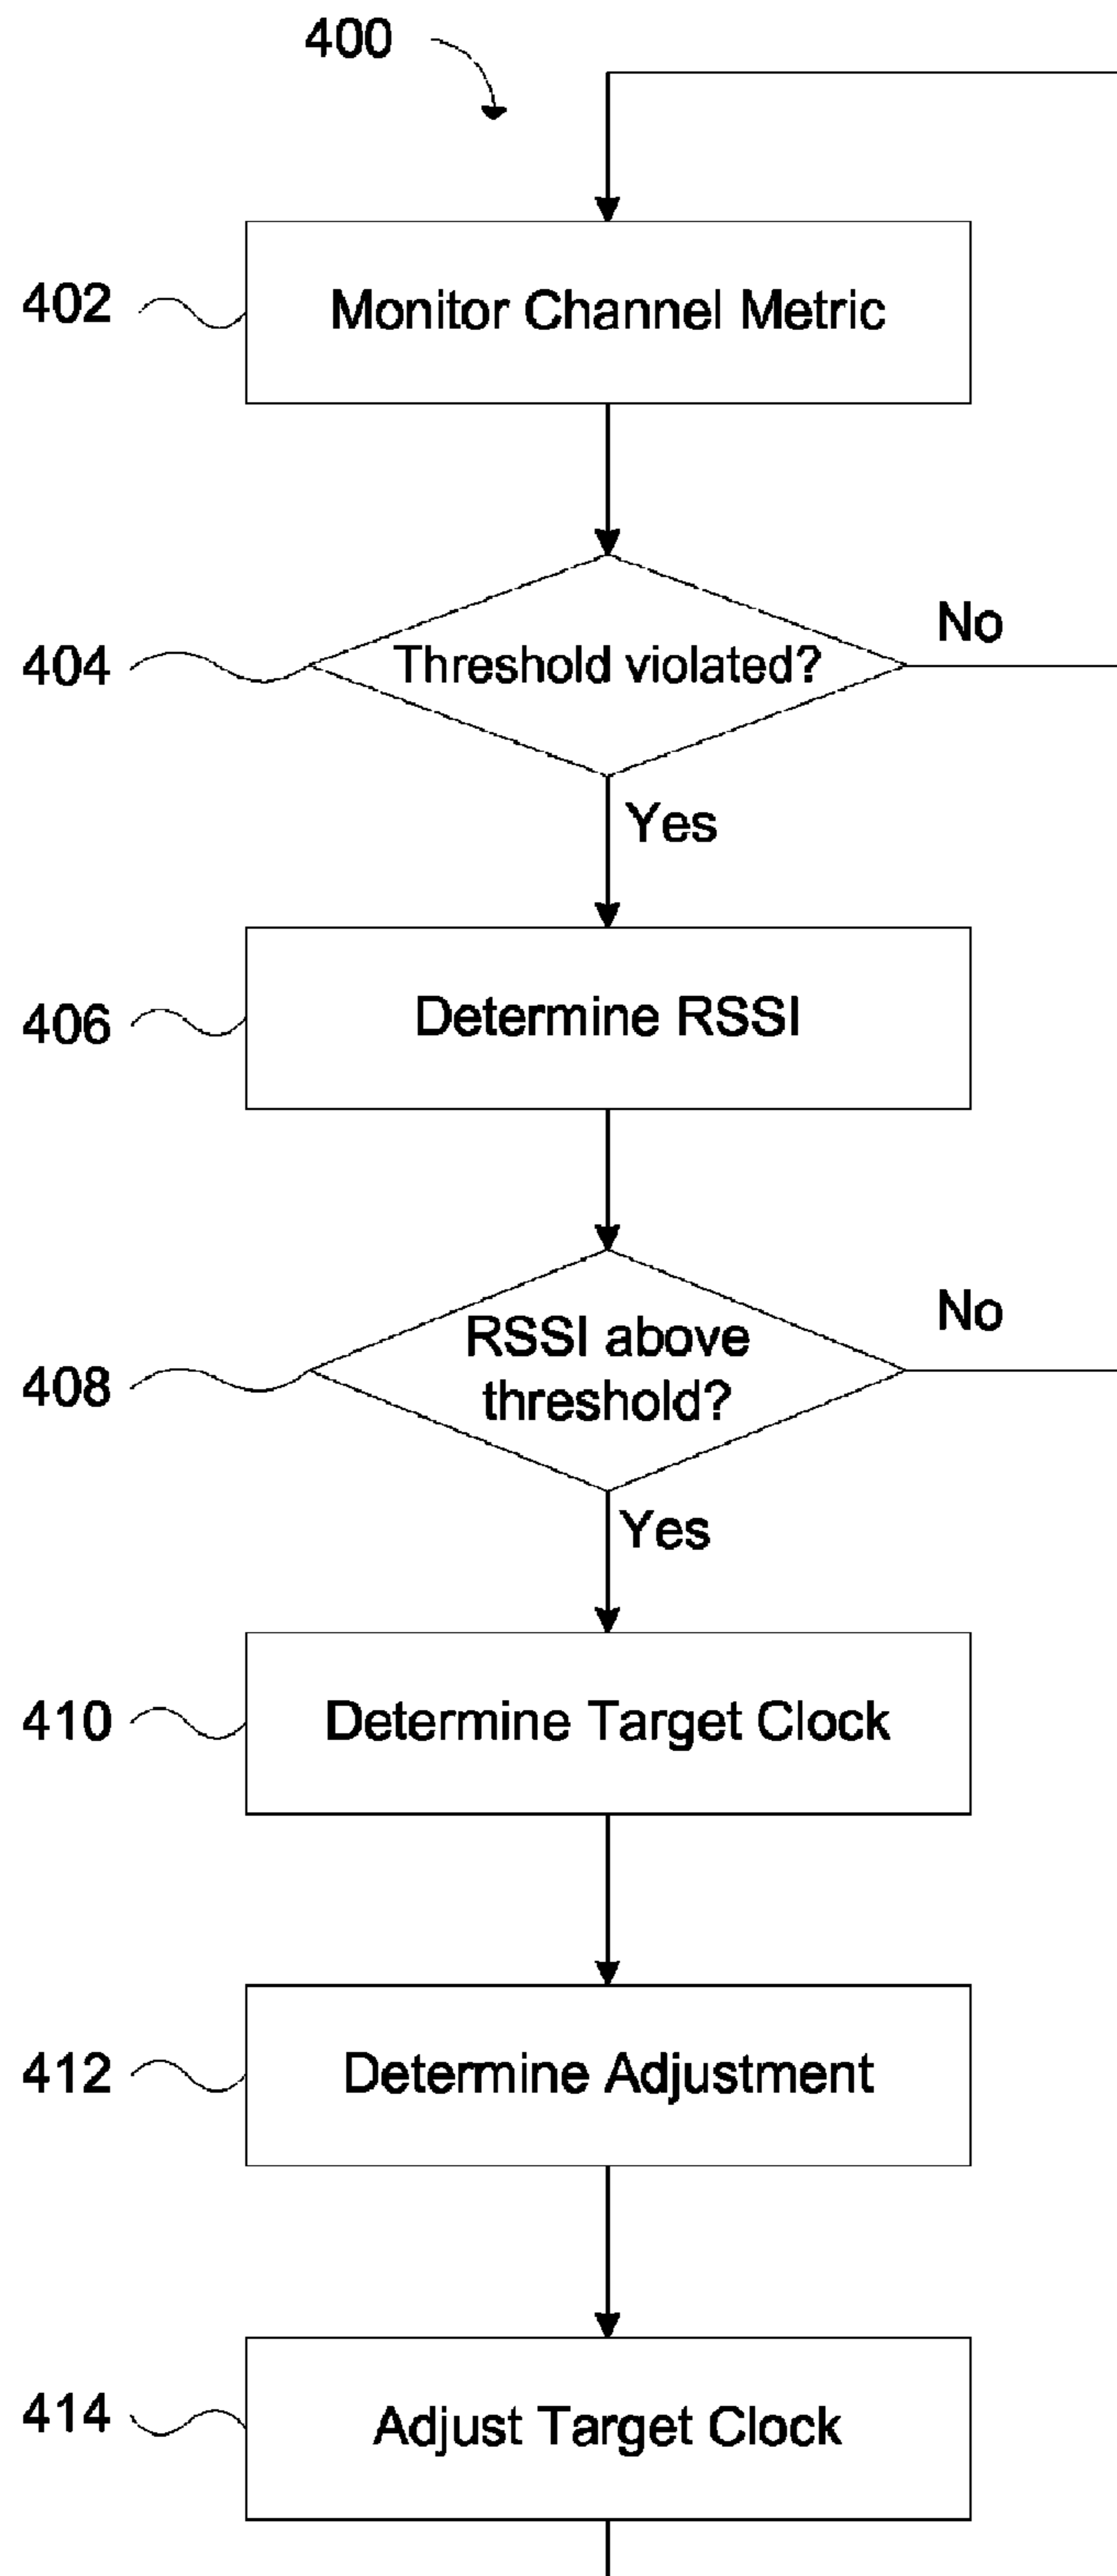 400
402
Monitor Channel Metric
404
Threshold violated?
No
Yes
406
Determine RSSI
408
RSSI above
threshold?
No
Yes
410
Determine Target Clock
412
Determine Adjustment
414
Adjust Target Clock